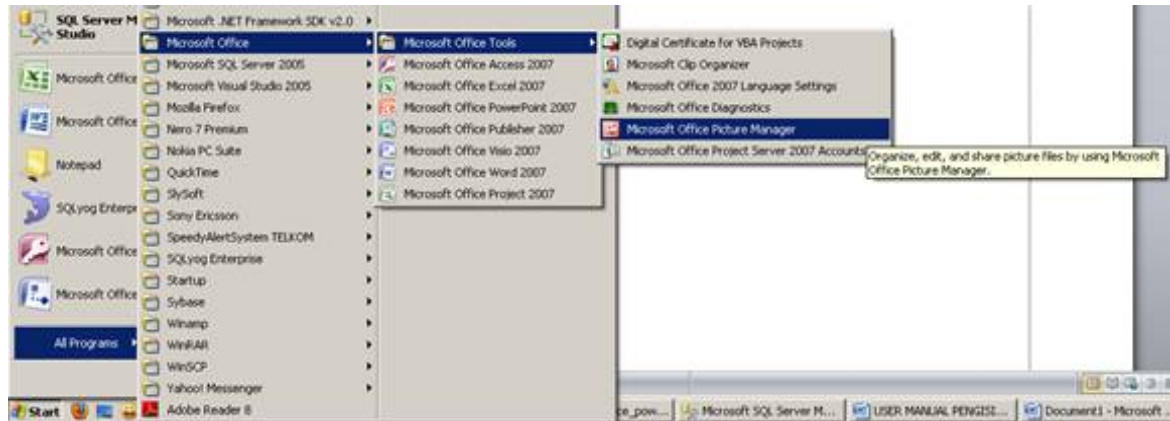 SQL Server M
Studio
Microsoft Office
Microsoft Office
Notepad
SQLyog Enterpr
Microsoft Office
Microsoft Office
All Programs
Start
Microsoft .NET Framework SDK v2.0
Microsoft Office
Microsoft SQL Server 2005
Microsoft Visual Studio 2005
Mozilla Firefox
Nero 7 Premium
Nokia PC Suite
QuickTime
SlySoft
Sony Ericsson
SpeedyAlertSystem TELKOM
SQLyog Enterprise
Startup
Sybase
Winamp
WinRAR
WinSCP
Yahoo! Messenger
Adobe Reader 8
Microsoft Office Tools
Microsoft Office Access 2007
Microsoft Office Excel 2007
Microsoft Office PowerPoint 2007
Microsoft Office Publisher 2007
Microsoft Office Visio 2007
Microsoft Office Word 2007
Microsoft Office Project 2007
Digital Certificate for VBA Projects
Microsoft Clip Organizer
Microsoft Office 2007 Language Settings
Microsoft Office Diagnostics
Microsoft Office Picture Manager
Microsoft Office Project Server 2007 Accounts
Organize, edit, and share picture files by using Microsoft
Office Picture Manager.
ce_pow...
Microsoft SQL Server M...
USER MANUAL PENGISI...
Document1 - Microsoft ...